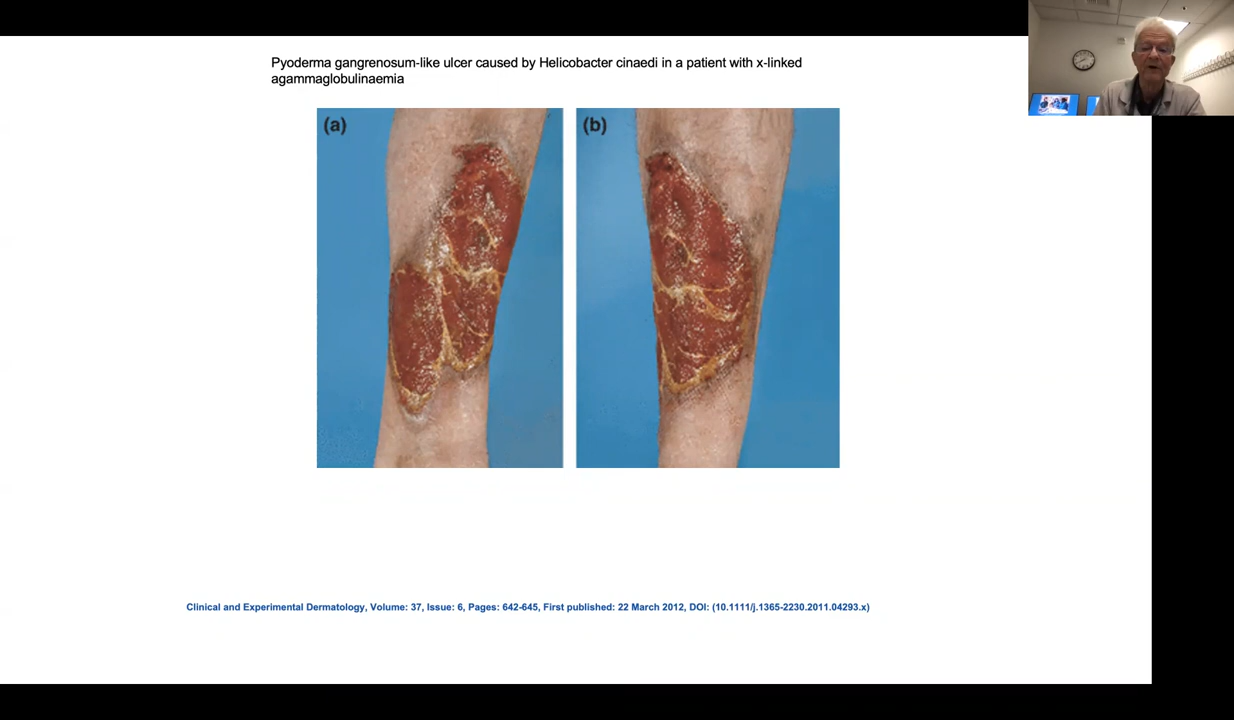 Pyoderma gangrenosum-like ulcer caused by Helicobacter cinaedi in a patient with x-linked
agammaglobulinaemia
(a)
(b)
Clinical and Experimental Dermatology, Volume: 37, Issue: 6, Pages: 642-645, First published: 22 March 2012, DOI: (10.1111/j.1365-2230.2011.04293.x)